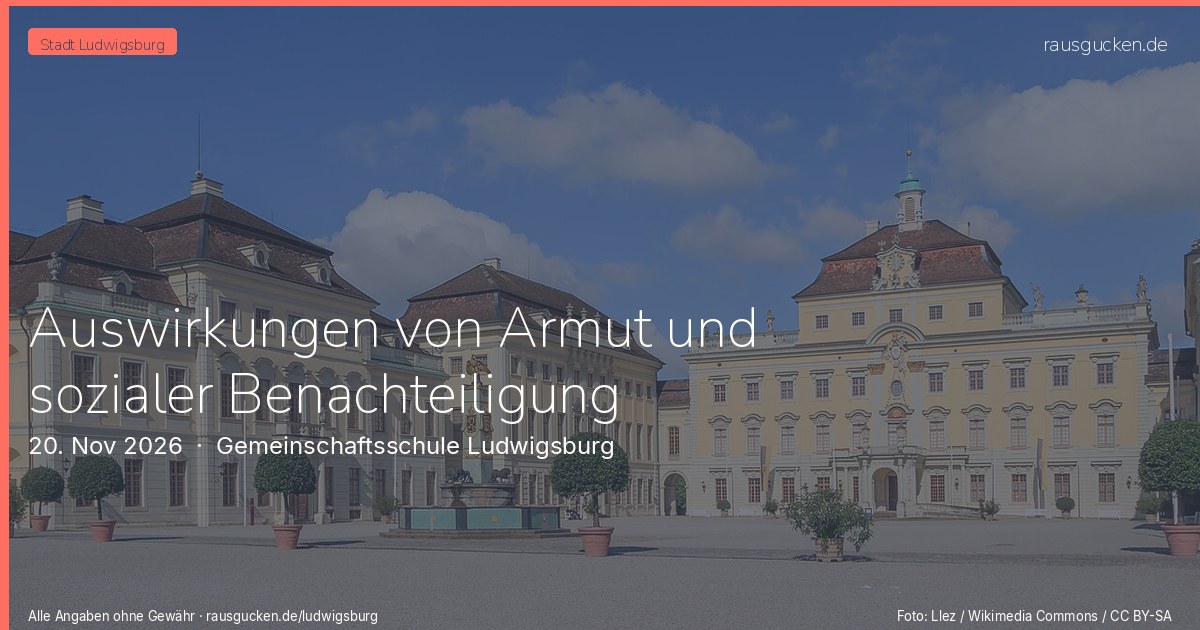 Stadt Ludwigsburg
rausgucken.de
Auswirkungen von Armut und
sozialer Benachteiligung
20. Nov 2026 · Gemeinschaftsschule Ludwigsburg
Alle Angaben ohne Gewähr · rausgucken.de/ludwigsburg
Foto: Llez / Wikimedia Commons / CC BY-SA